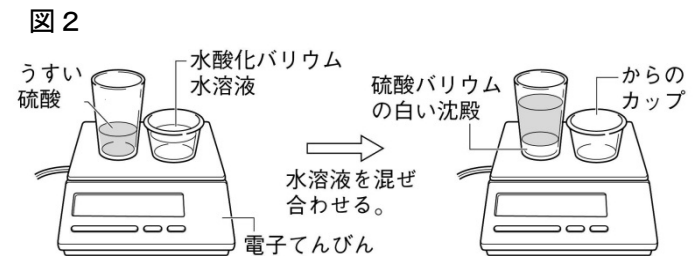 図2
うすい
硫酸
水酸化バリウム
水溶液
水溶液を混ぜ
合わせる。
電子てんびん
硫酸バリウム
の白い沈殿
からの
カップ